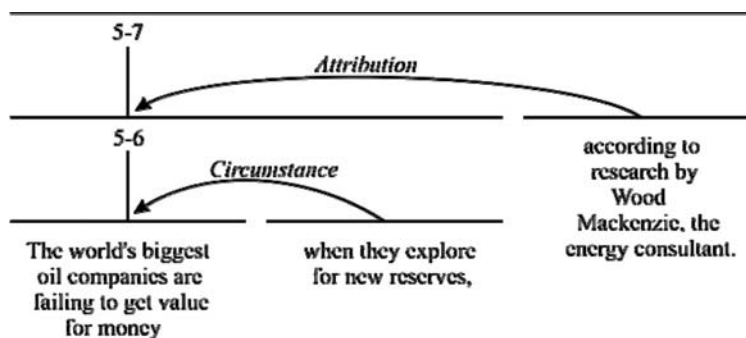 5-7
Attribution
5-6
Circumstance
The world's biggest
oil companies are
failing to get value
for money
when they explore
for new reserves,
according to
research by
Wood
Mackenzie, the
energy consultant.